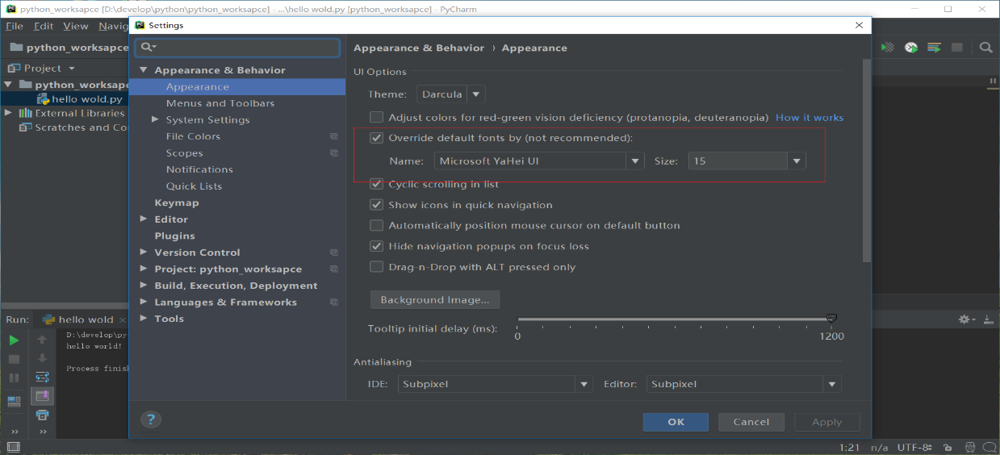 python_worksapce [D:\develop\python\python_worksapce] - ...\hello wold.py [python_worksapce] - PyCharm
File Edit View Navig
Settings
python_worksapce
Project
python_worksapc
hello wold.py
External Libraries
Scratches and Co
Appearance & Behavior
Appearance
Menus and Toolbars
System Settings
File Colors
Scopes
Notifications
Quick Lists
Keymap
Editor
Plugins
Version Control
Project: python_worksapce
Build, Execution, Deployment
Languages & Frameworks
Tools
Appearance & Behavior › Appearance
UI Options
Theme: Darcula
Adjust colors for red-green vision deficiency (protanopia, deuteranopia) How it works
Override default fonts by (not recommended):
Name: Microsoft YaHei UI Size: 15
Cyclic scrolling in list
Show icons in quick navigation
Automatically position mouse cursor on default button
Hide navigation popups on focus loss
Drag-n-Drop with ALT pressed only
Background Image...
Tooltip initial delay (ms):
0 1200
Antialiasing
IDE: Subpixel Editor: Subpixel
? OK Cancel Apply
Run: hello wold
D:\develop\py
hello world!
Process finis
1:21 n/a UTF-8